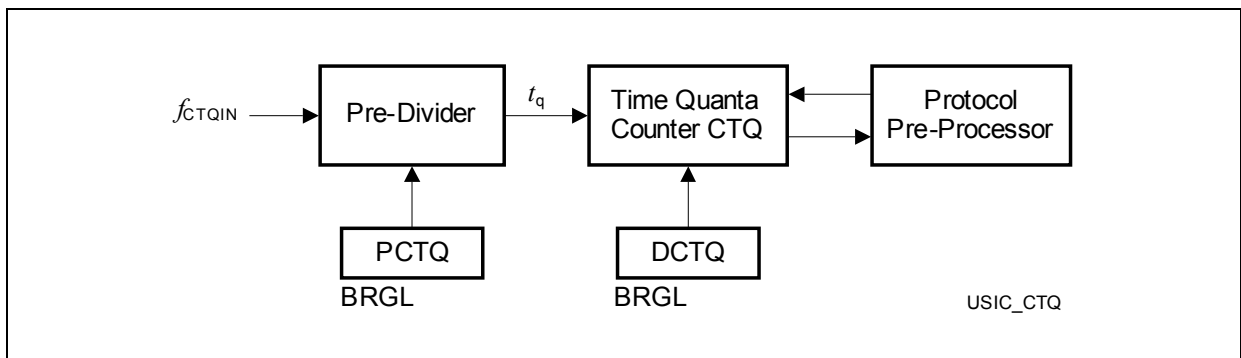 fCTQIN
Pre-Divider
tq
Time Quanta
Counter CTQ
Protocol
Pre-Processor
PCTQ
BRGL
DCTQ
BRGL
USIC_CTQ